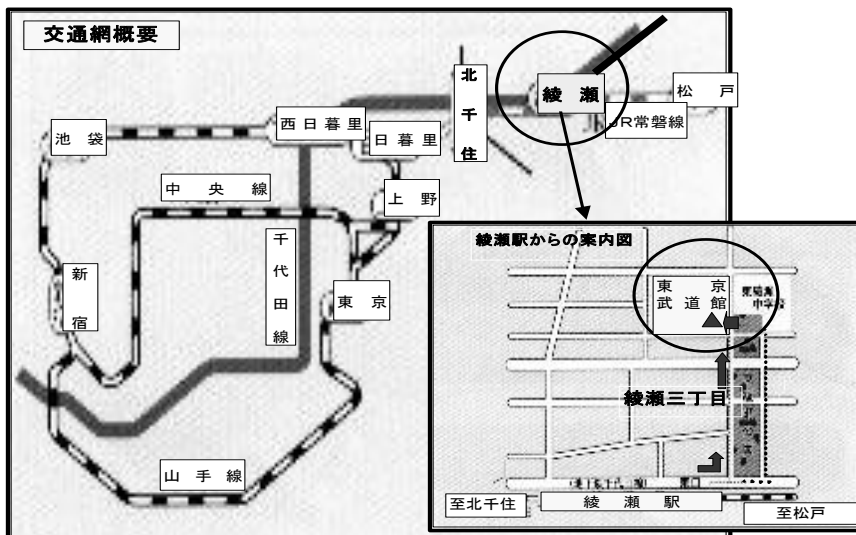 交通網概要
池袋
西日暮里
日暮里
北千住
綾瀬
松戸
JR常磐線
中央線
上野
千代田線
新宿
東京
山手線
綾瀬駅からの案内図
東京
武道館
綾瀬三丁目
至北千住
綾瀬駅
至松戸